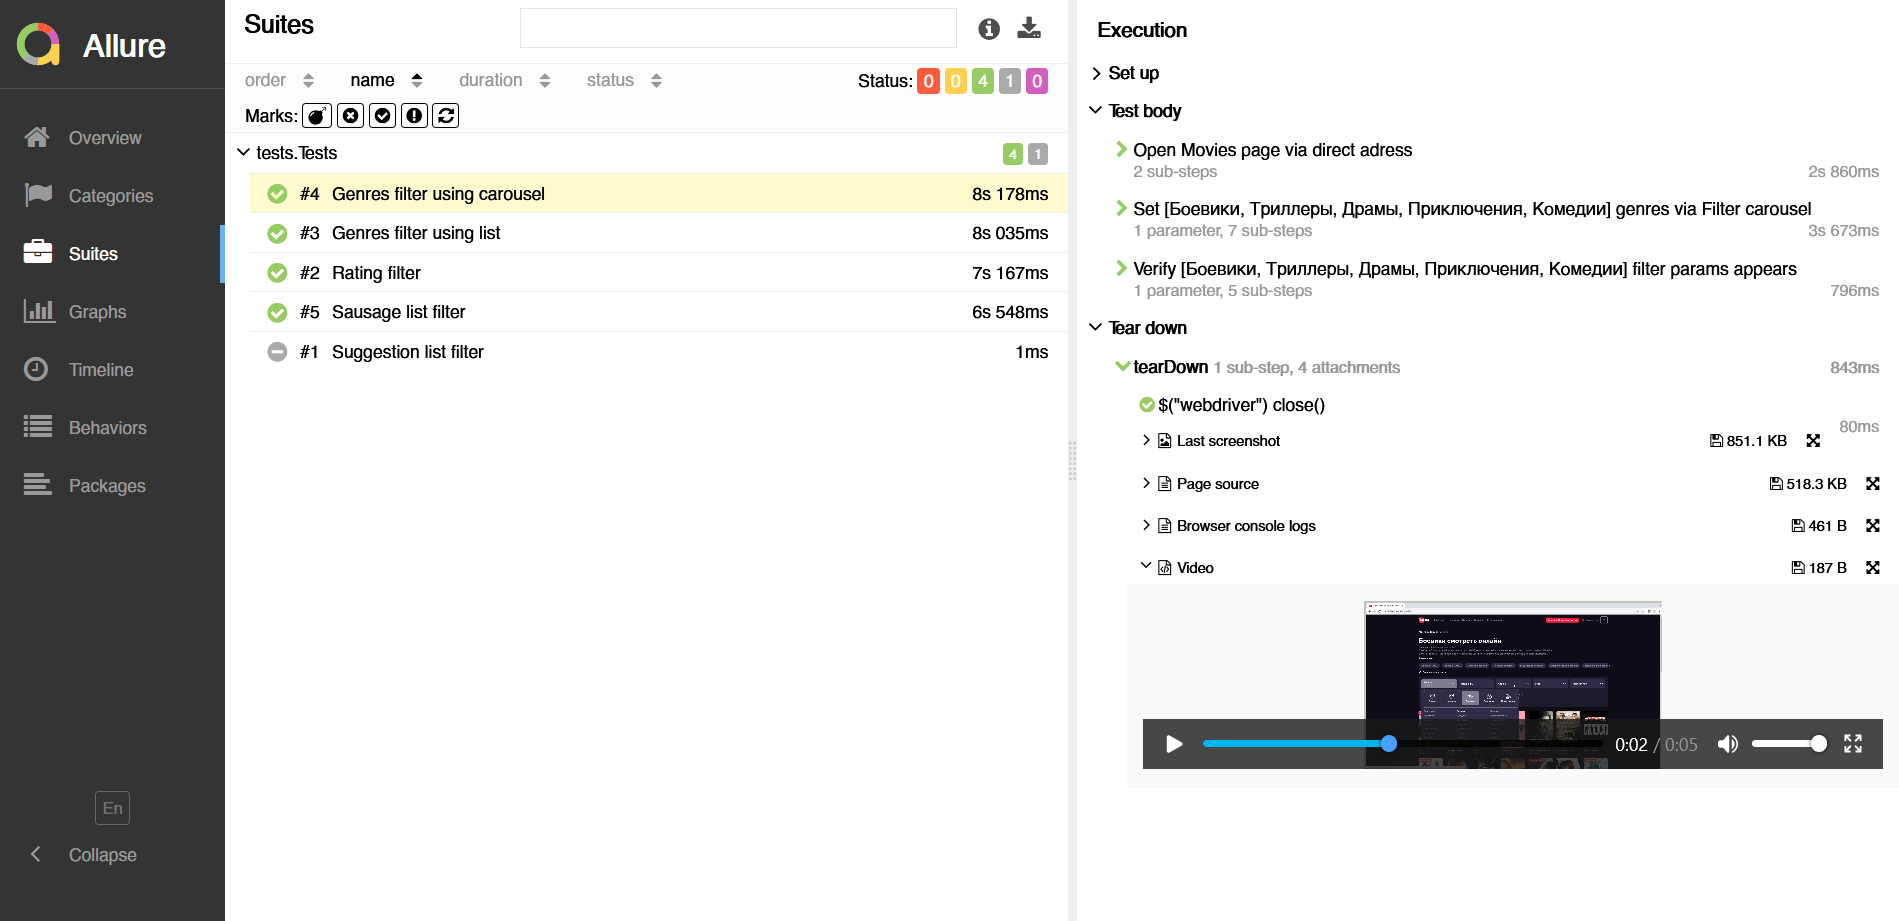 Allure
Overview
Categories
Suites
Graphs
Timeline
Behaviors
Packages
En
Collapse
Suites
order name duration status Status: 0 0 4 1 0
Marks:
tests.Tests 4 1
#4 Genres filter using carousel 8s 178ms
#3 Genres filter using list 8s 035ms
#2 Rating filter 7s 167ms
#5 Sausage list filter 6s 548ms
#1 Suggestion list filter 1ms
Execution
Set up
Test body
Open Movies page via direct adress
2 sub-steps 2s 860ms
Set [Боевики, Триллеры, Драмы, Приключения, Комедии] genres via Filter carousel
1 parameter, 7 sub-steps 3s 673ms
Verify [Боевики, Триллеры, Драмы, Приключения, Комедии] filter params appears
1 parameter, 5 sub-steps 796ms
Tear down
tearDown 1 sub-step, 4 attachments 843ms
$("webdriver") close()
80ms
Last screenshot 851.1 KB
Page source 518.3 KB
Browser console logs 461 B
Video 187 B
Боевики смотреть онлайн
0:02 / 0:05